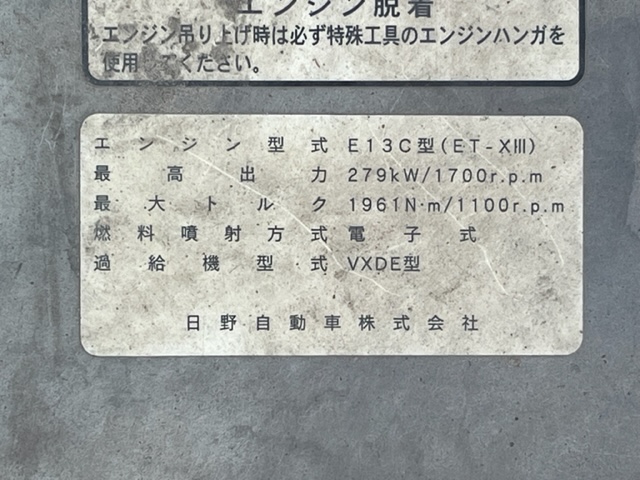 エンジン脱着
エンジン吊り上げ時は必ず特殊工具のエンジンハンガを
使用してください。
エンジン型式 E13C型(ET-XⅢ)
最高出力 279kW/1700r.p.m
最大トルク 1961N·m/1100r.p.m
燃料噴射方式 電子式
過給機型式 VXDE型
日野自動車株式会社